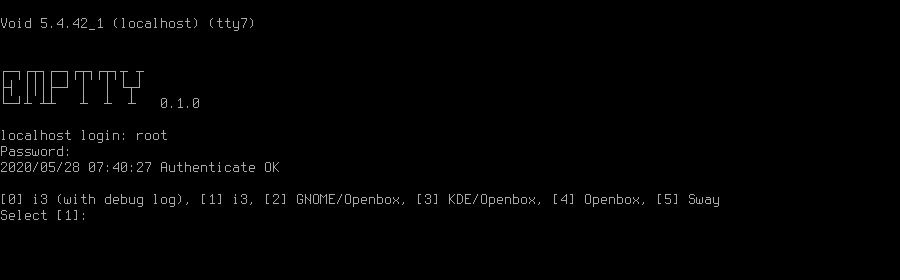 Void 5.4.42_1 (localhost) (tty7)
EMPTTY 0.1.0
localhost login: root
Password:
2020/05/28 07:40:27 Authenticate OK
[0] i3 (with debug log), [1] i3, [2] GNOME/Openbox, [3] KDE/Openbox, [4] Openbox, [5] Sway
Select [1]: